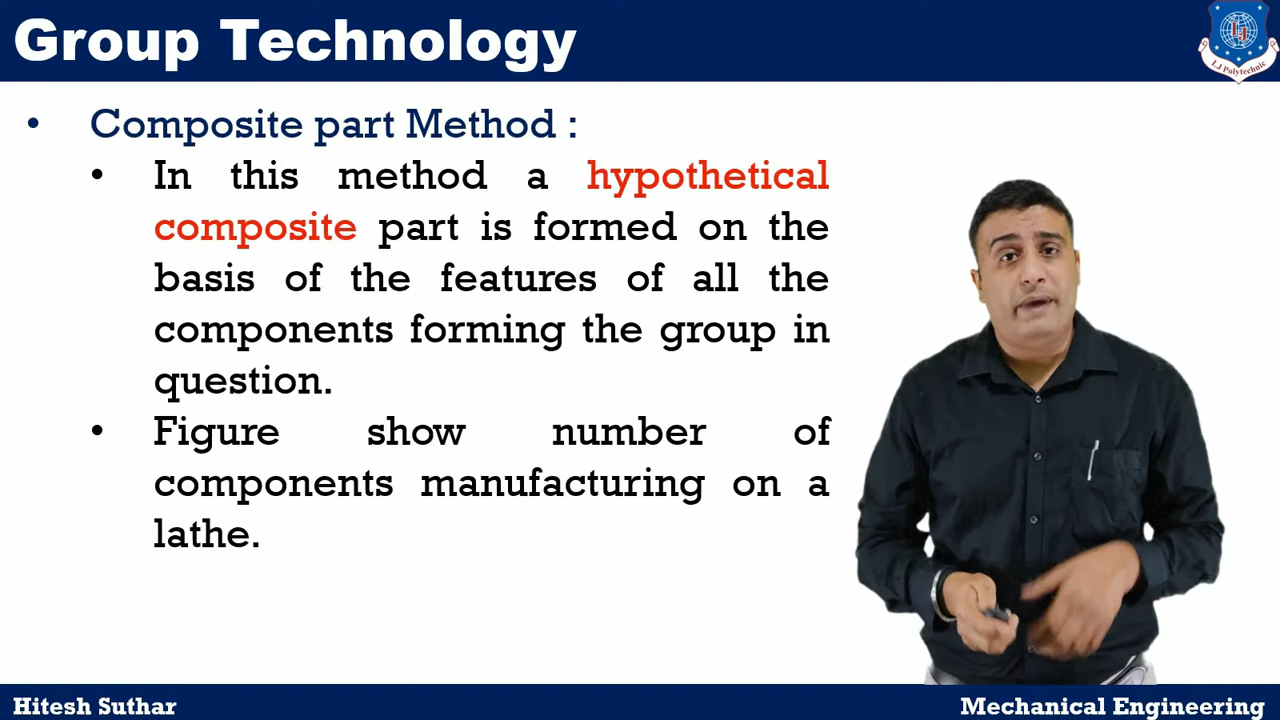 Group Technology
LJ
L.J Polytechnic
• Composite part Method :
• In this method a hypothetical
composite part is formed on the
basis of the features of all the
components forming the group in
question.
• Figure show number of
components manufacturing on a
lathe.
Hitesh Suthar
Mechanical Engineering